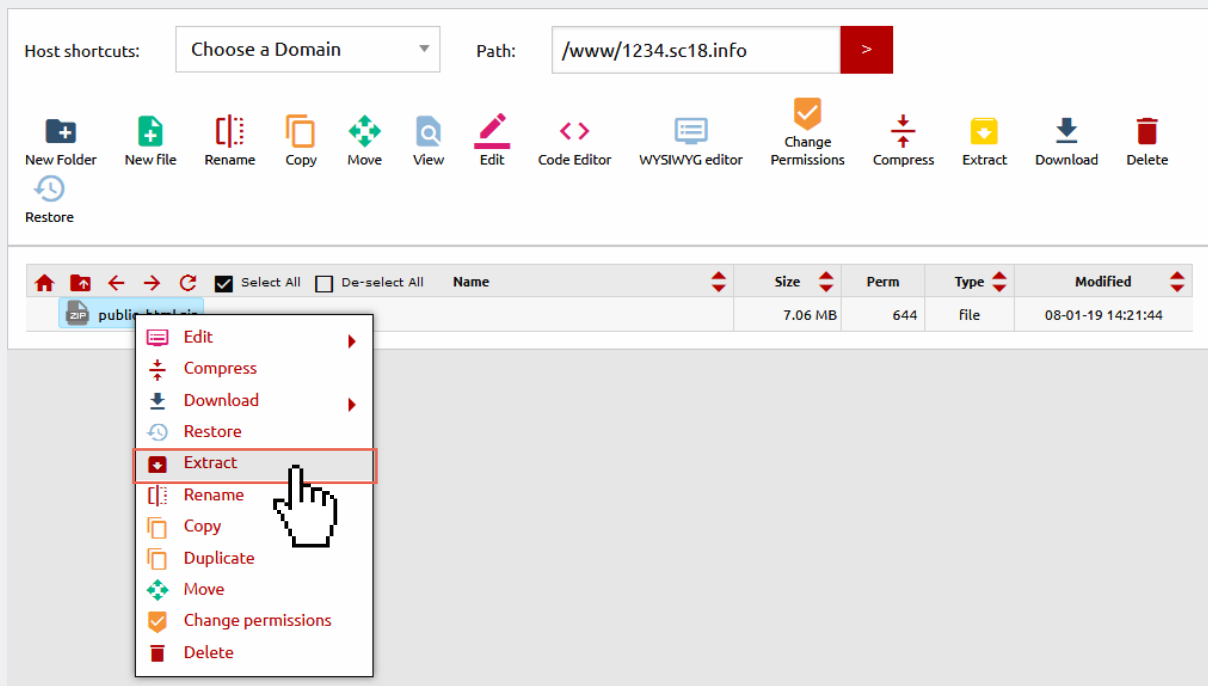 Host shortcuts: Choose a Domain Path: /www/1234.sc18.info >
New Folder New file Rename Copy Move View Edit Code Editor WYSIWYG editor Change Permissions Compress Extract Download Delete
Restore
Select All De-select All Name Size Perm Type Modified
ZIP public_html.zip 7.06 MB 644 file 08-01-19 14:21:44
Edit
Compress
Download
Restore
Extract
Rename
Copy
Duplicate
Move
Change permissions
Delete